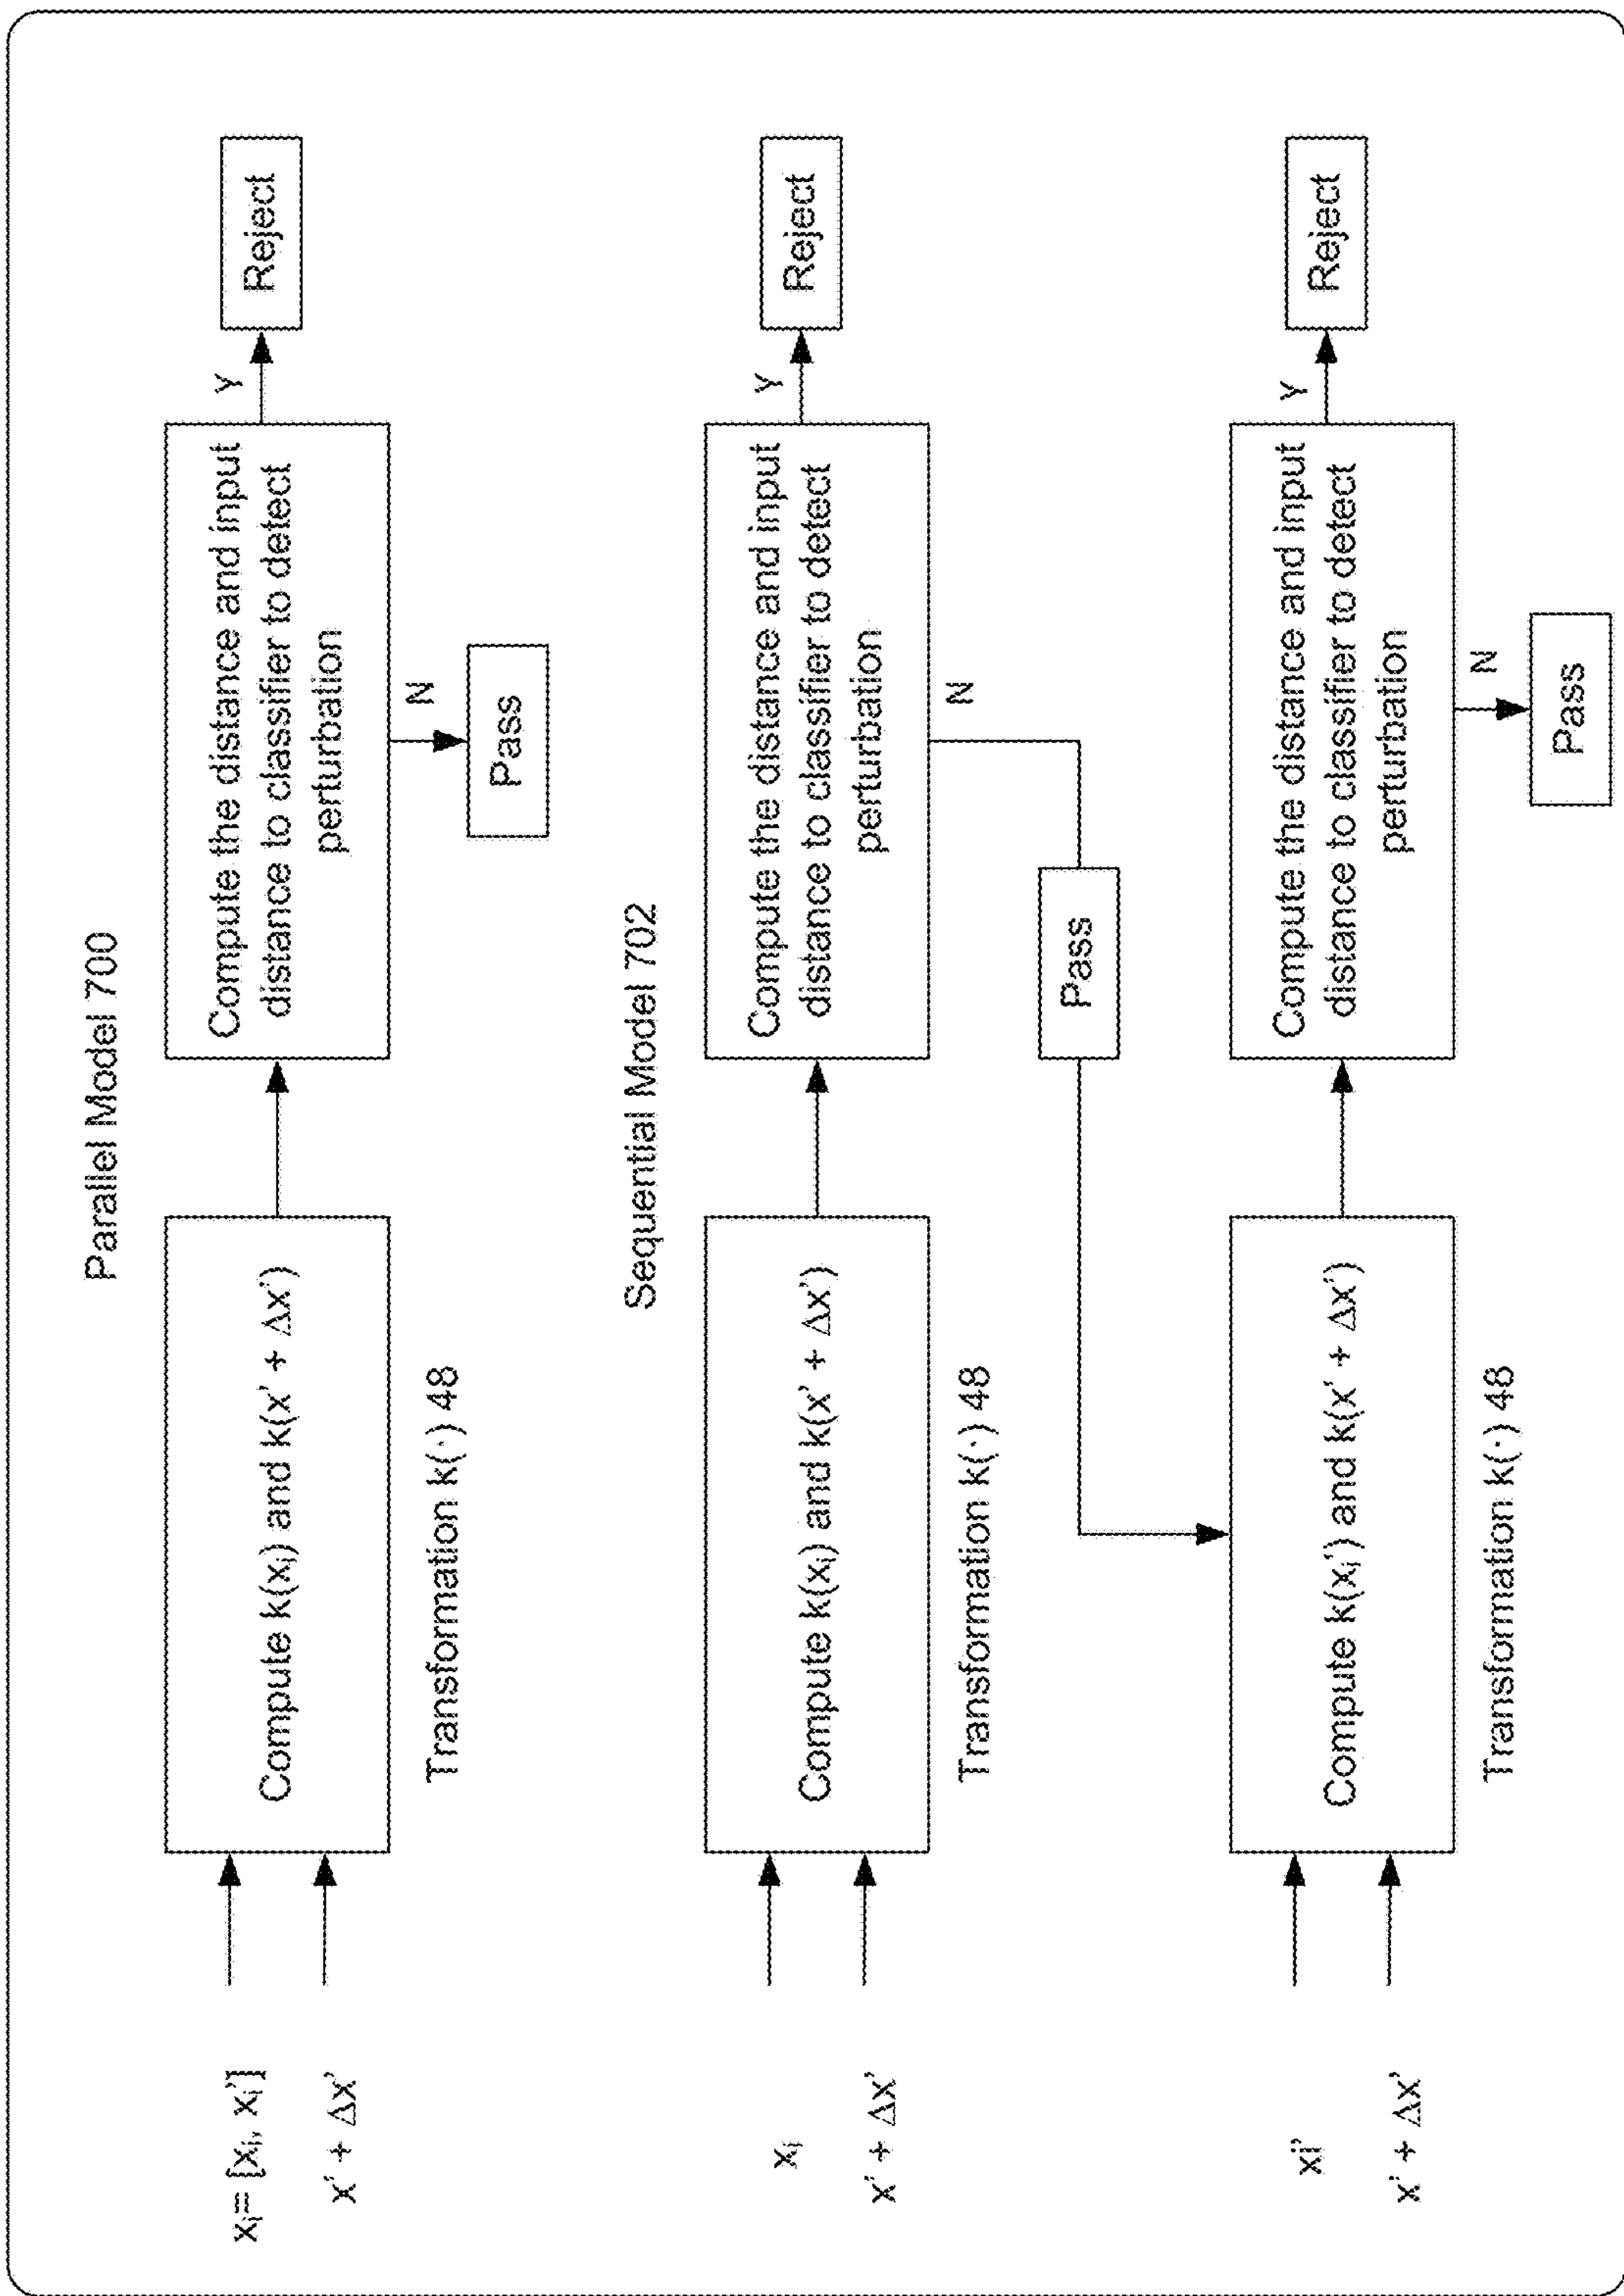 Parallel Model 700
xᵢ= [xᵢ, xᵢ']
x' + Δx'
Compute k(xᵢ) and k(x' + Δx')
Transformation k(·) 48
Compute the distance and input
distance to classifier to detect
perturbation
Y
Reject
N
Pass
Sequential Model 702
xᵢ
x' + Δx'
Compute k(xᵢ) and k(x' + Δx')
Transformation k(·) 48
Compute the distance and input
distance to classifier to detect
perturbation
Y
Reject
N
Pass
xi'
x' + Δx'
Compute k(xᵢ') and k(x' + Δx')
Transformation k(·) 48
Compute the distance and input
distance to classifier to detect
perturbation
Y
Reject
N
Pass